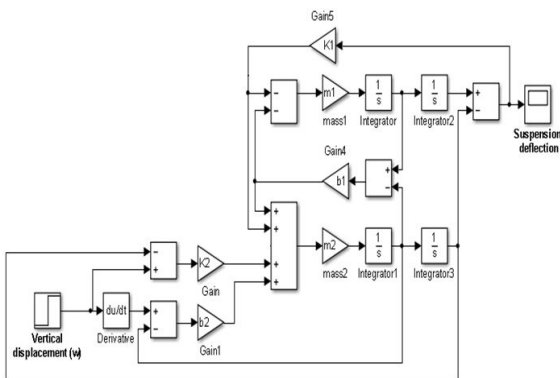 Gain5
K1
m1
mass1
1
s
Integrator
1
s
Integrator2
Suspension
deflection
Gain4
b1
m2
mass2
1
s
Integrator1
1
s
Integrator3
K2
Gain
Vertical
displacement (w)
du/dt
Derivative
b2
Gain1